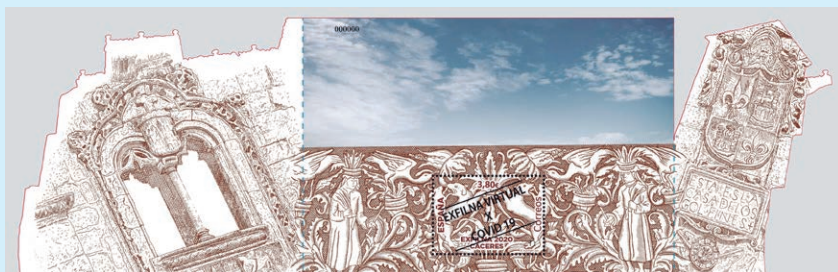 000000
3,80€
ESPAÑA
CORREOS
EXFILNA VIRTUAL
X
COVID 19
EXFILNA 2020
CÁCERES